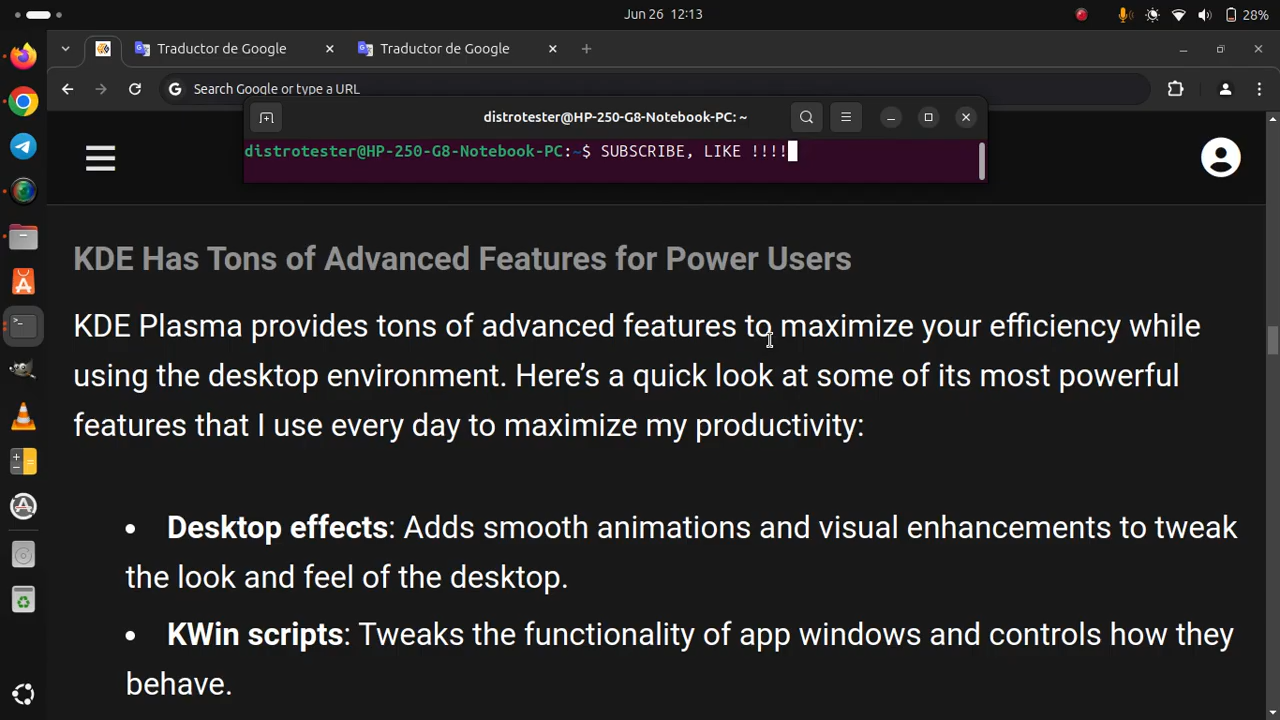 Jun 26 12:13
28%
Traductor de Google
Traductor de Google
Search Google or type a URL
distrotester@HP-250-G8-Notebook-PC: ~
distrotester@HP-250-G8-Notebook-PC:~$ SUBSCRIBE, LIKE !!!!
KDE Has Tons of Advanced Features for Power Users
KDE Plasma provides tons of advanced features to maximize your efficiency while
using the desktop environment. Here’s a quick look at some of its most powerful
features that I use every day to maximize my productivity:
• Desktop effects: Adds smooth animations and visual enhancements to tweak
the look and feel of the desktop.
• KWin scripts: Tweaks the functionality of app windows and controls how they
behave.